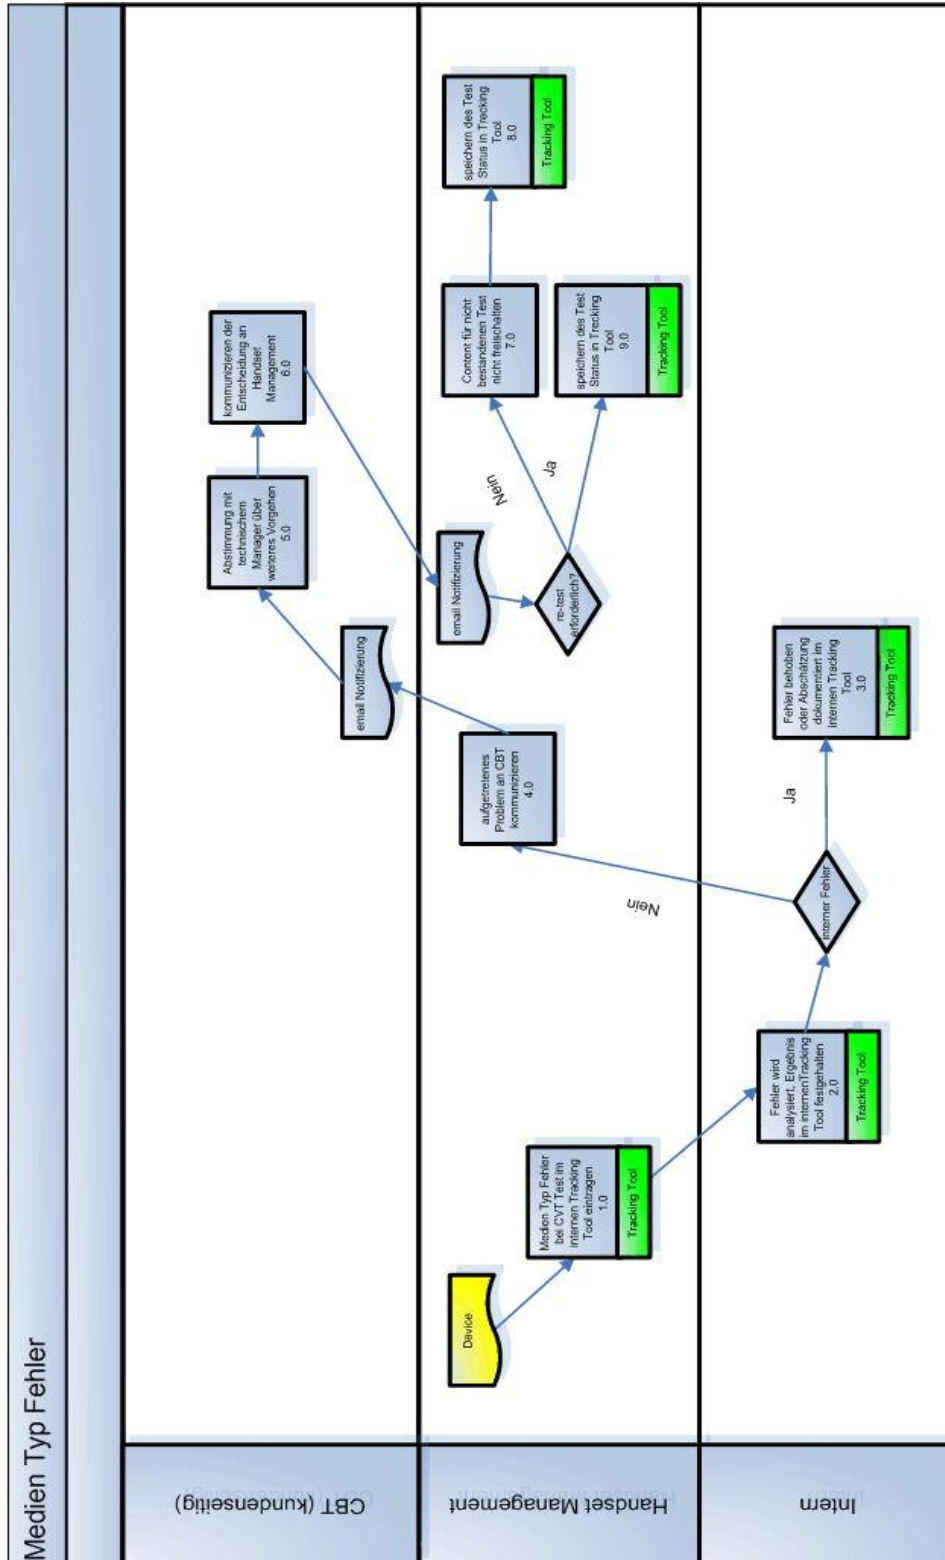 Medien Typ Fehler
CBT (kundenseitig)
Abstimmung mit
technischem
Manager über
weiteres Vorgehen
5.0
kommunizieren der
Entscheidung an
Handset
Management
6.0
email Notifizierung
Handset Management
Device
Medien Typ Fehler
bei CVT Test im
internen Tracking
Tool eintragen
1.0
Tracking Tool
aufgetretenes
Problem an CBT
kommunizieren
4.0
email Notifizierung
re-test
erforderlich?
Nein
Ja
Content für nicht
bestandenen Test
nicht freischalten
7.0
speichern des Test
Status in Trecking
Tool
8.0
Tracking Tool
speichern des Test
Status in Trecking
Tool
9.0
Tracking Tool
Intern
Fehler wird
analysiert, Ergebnis
im internenTracking
Tool festgehalten
2.0
Tracking Tool
Interner Fehler
Nein
Ja
Fehler behoben
oder Abschätzung
dokumentiert im
internen Tracking
Tool
3.0
Tracking Tool